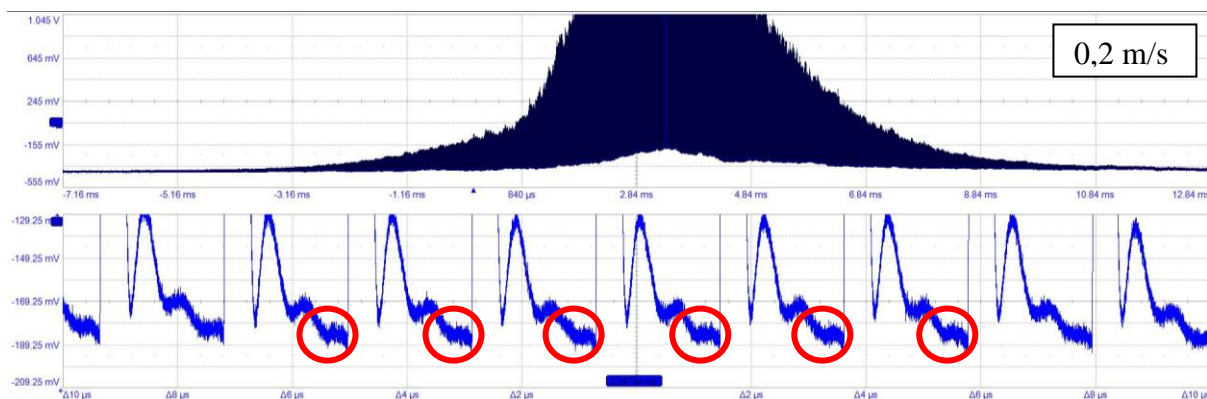 1.045 V
0,2 m/s
645 mV
245 mV
-155 mV
-555 mV
-7.16 ms -5.16 ms -3.16 ms -1.16 ms 840 µs 2.84 ms 4.84 ms 6.84 ms 8.84 ms 10.84 ms 12.84 ms
-129.25 mV
-149.25 mV
-169.25 mV
-189.25 mV
-209.25 mV
Δ10 µs Δ8 µs Δ6 µs Δ4 µs Δ2 µs Δ2 µs Δ4 µs Δ6 µs Δ8 µs Δ10 µs